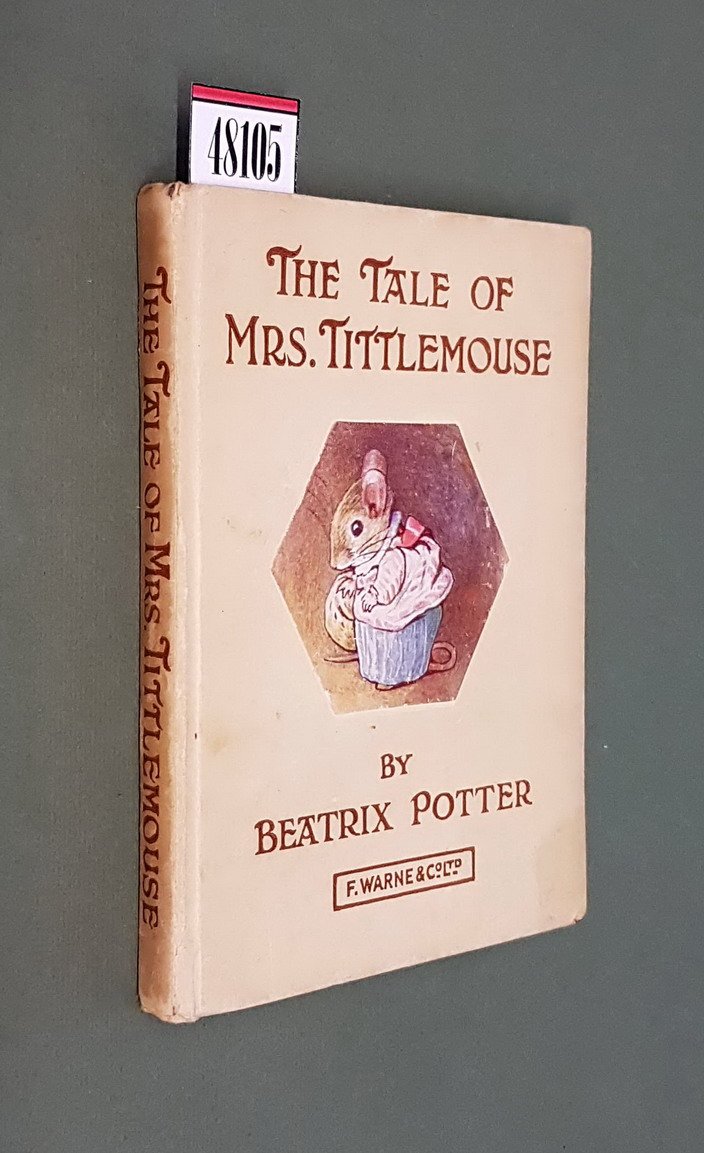 48105
THE TALE OF
MRS. TITTLEMOUSE
BY
BEATRIX POTTER
F. WARNE & CO LTD
THE TALE OF MRS. TITTLEMOUSE